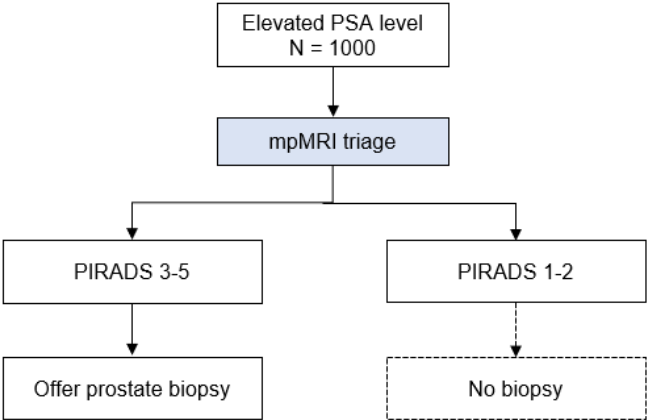 Elevated PSA level
N = 1000
mpMRI triage
PIRADS 3-5
PIRADS 1-2
Offer prostate biopsy
No biopsy